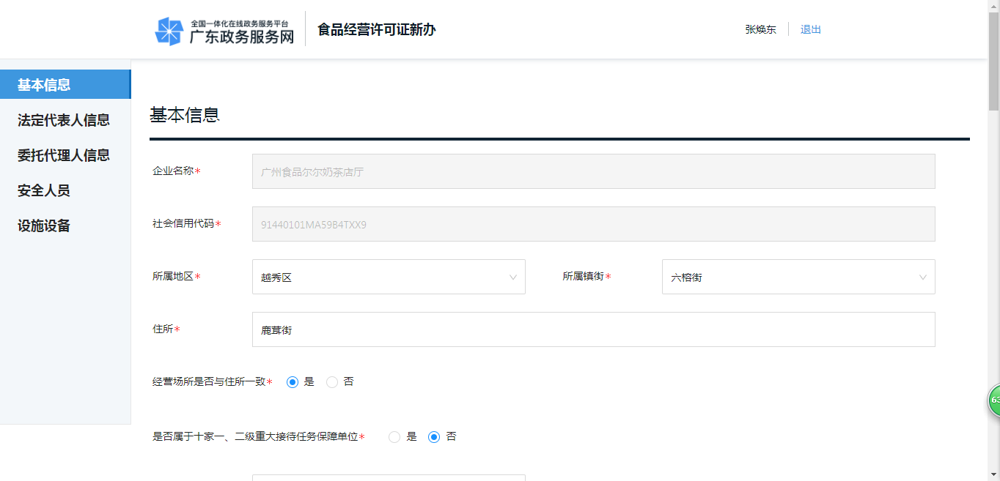 全国一体化在线政务服务平台
广东政务服务网
食品经营许可证新办
张焕东
退出
基本信息
法定代表人信息
委托代理人信息
安全人员
设施设备
基本信息
企业名称*
广州食品尔尔奶茶店厅
社会信用代码*
91440101MA59B4TXX9
所属地区*
越秀区
所属镇街*
六榕街
住所*
鹿茸街
经营场所是否与住所一致* 是 否
是否属于十家一、二级重大接待任务保障单位* 是 否